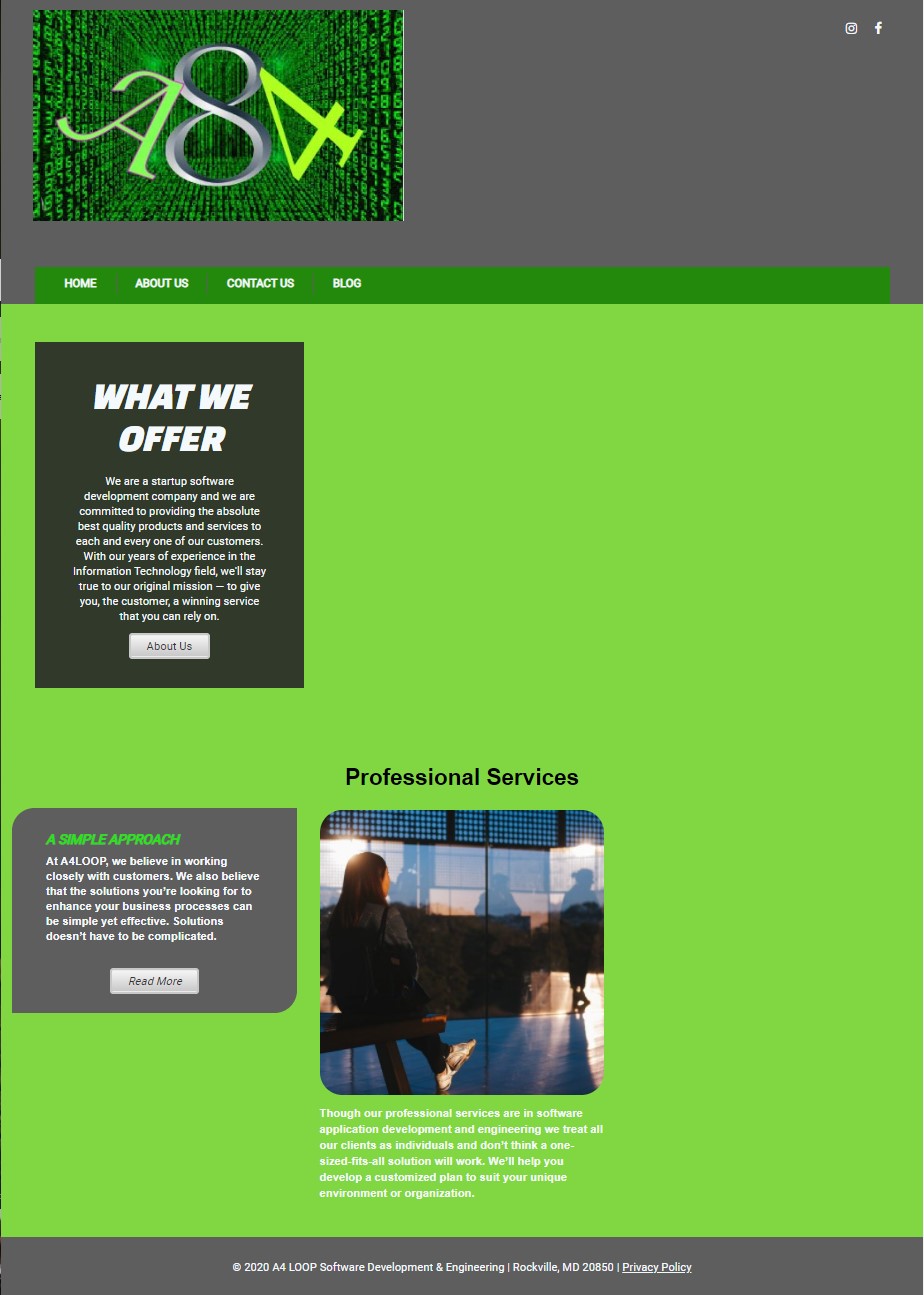 A84
HOME
ABOUT US
CONTACT US
BLOG
WHAT WE
OFFER
We are a startup software
development company and we are
committed to providing the absolute
best quality products and services to
each and every one of our customers.
With our years of experience in the
Information Technology field, we'll stay
true to our original mission — to give
you, the customer, a winning service
that you can rely on.
About Us
Professional Services
A SIMPLE APPROACH
At A4LOOP, we believe in working
closely with customers. We also believe
that the solutions you're looking for to
enhance your business processes can
be simple yet effective. Solutions
doesn't have to be complicated.
Read More
Though our professional services are in software
application development and engineering we treat all
our clients as individuals and don't think a one-
sized-fits-all solution will work. We'll help you
develop a customized plan to suit your unique
environment or organization.
© 2020 A4 LOOP Software Development & Engineering | Rockville, MD 20850 | Privacy Policy